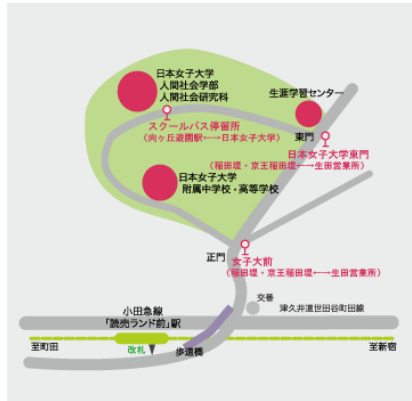 日本女子大学
人間社会学部
人間社会研究科
生涯学習センター
スクールバス停留所
(向ヶ丘遊園駅←→日本女子大学)
東門
日本女子大学東門
(稲田堤・京王稲田堤←→生田営業所)
日本女子大学
附属中学校・高等学校
正門
女子大前
(稲田堤・京王稲田堤←→生田営業所)
交番
津久井道世田谷町田線
小田急線
「読売ランド前」駅
至町田
改札
歩道橋
至新宿